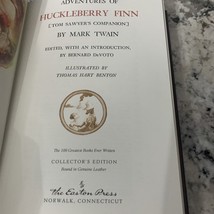 ADVENTURES OF
HUCKLEBERRY FINN
[TOM SAWYER'S COMPANION]
BY MARK TWAIN
EDITED, WITH AN INTRODUCTION,
BY BERNARD DeVOTO
ILLUSTRATED BY
THOMAS HART BENTON
The 100 Greatest Books Ever Written
COLLECTOR'S EDITION
Bound in Genuine Leather
The Easton Press
NORWALK, CONNECTICUT